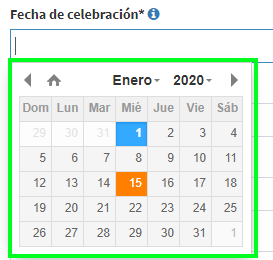 Fecha de celebración*
Enero 2020
Dom Lun Mar Mié Jue Vie Sáb
29 30 31 1 2 3 4
5 6 7 8 9 10 11
12 13 14 15 16 17 18
19 20 21 22 23 24 25
26 27 28 29 30 31 1